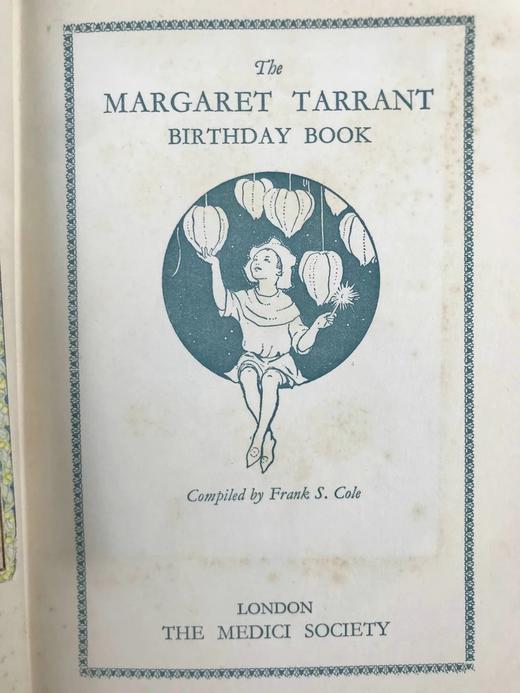 The
MARGARET TARRANT
BIRTHDAY BOOK
Compiled by Frank S. Cole
LONDON
THE MEDICI SOCIETY